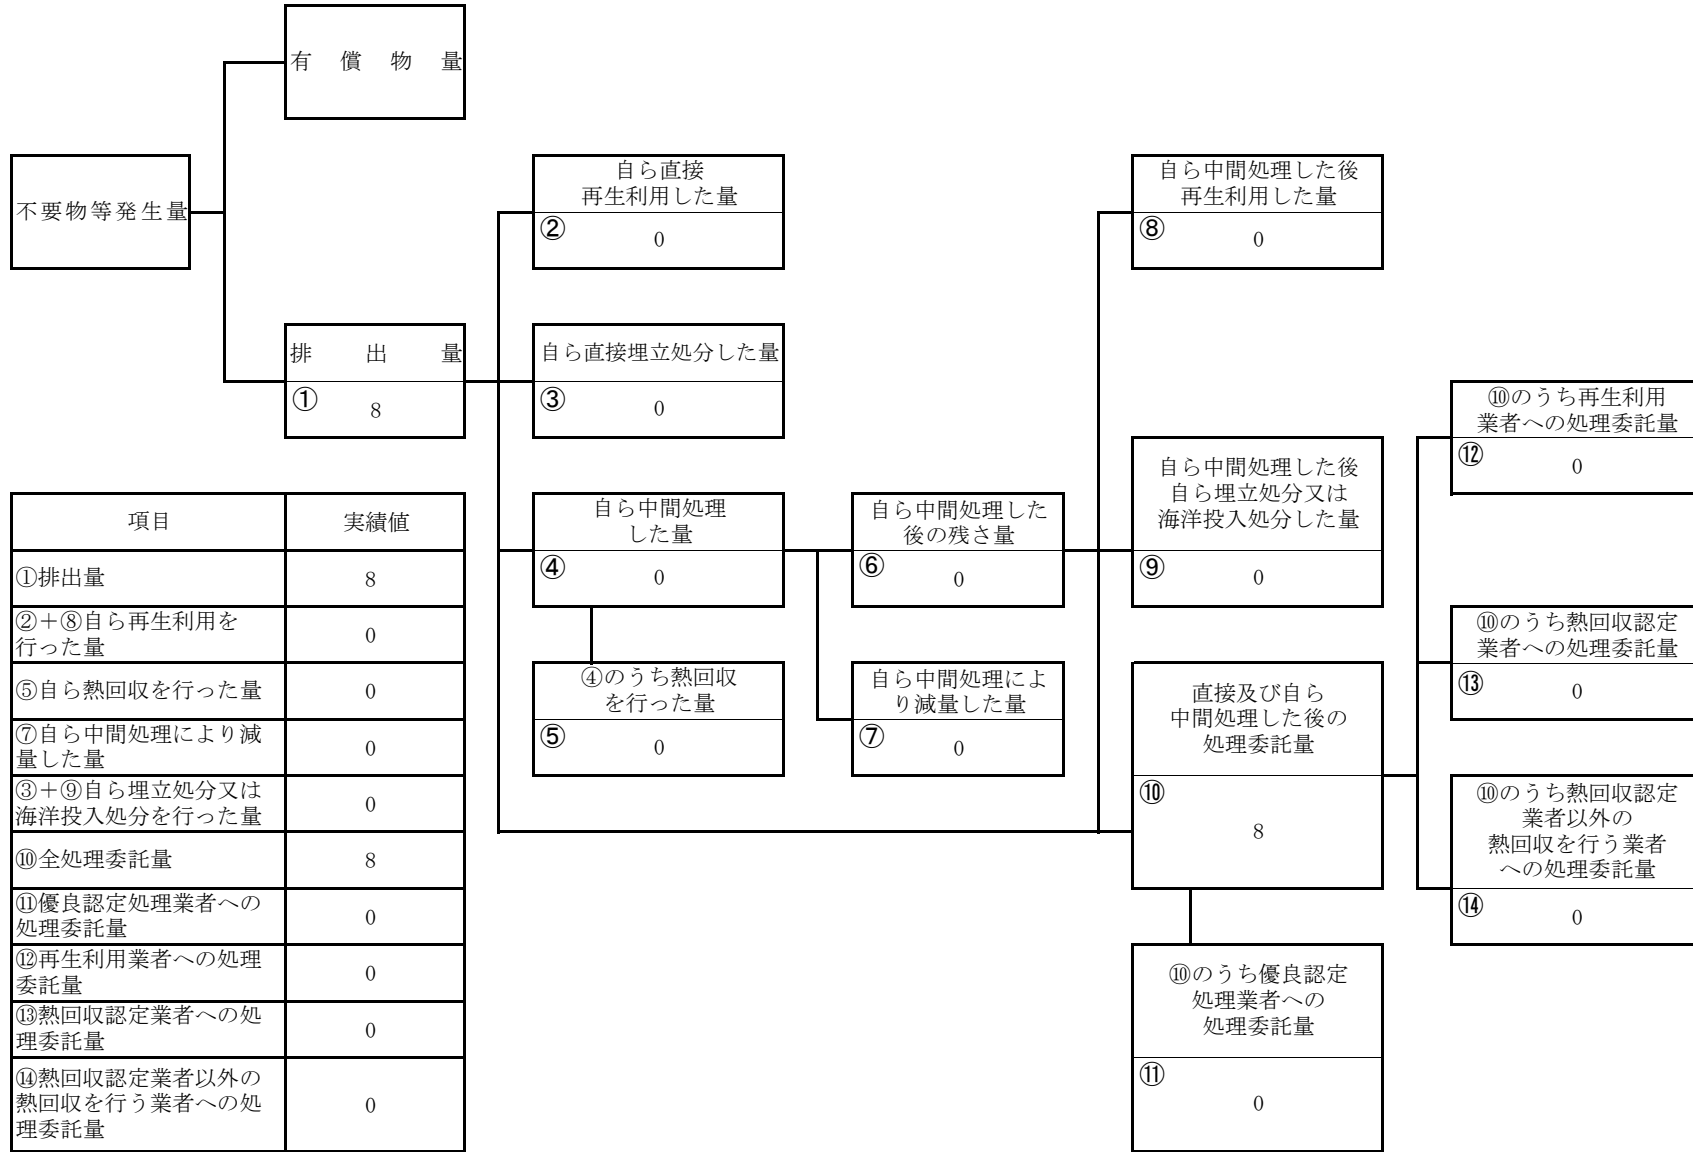 有償物量
不要物等発生量
排出量
①
8
自ら直接
再生利用した量
②
0
自ら直接埋立処分した量
③
0
自ら中間処理
した量
④
0
④のうち熱回収
を行った量
⑤
0
自ら中間処理した
後の残さ量
⑥
0
自ら中間処理によ
り減量した量
⑦
0
自ら中間処理した後
再生利用した量
⑧
0
自ら中間処理した後
自ら埋立処分又は
海洋投入処分した量
⑨
0
直接及び自ら
中間処理した後の
処理委託量
⑩
8
⑩のうち優良認定
処理業者への
処理委託量
⑪
0
⑩のうち再生利用
業者への処理委託量
⑫
0
⑩のうち熱回収認定
業者への処理委託量
⑬
0
⑩のうち熱回収認定
業者以外の
熱回収を行う業者
への処理委託量
⑭
0
項目
実績値
①排出量
8
②＋⑧自ら再生利用を
行った量
0
⑤自ら熱回収を行った量
0
⑦自ら中間処理により減
量した量
0
③＋⑨自ら埋立処分又は
海洋投入処分を行った量
0
⑩全処理委託量
8
⑪優良認定処理業者への
処理委託量
0
⑫再生利用業者への処理
委託量
0
⑬熱回収認定業者への処
理委託量
0
⑭熱回収認定業者以外の
熱回収を行う業者への処
理委託量
0